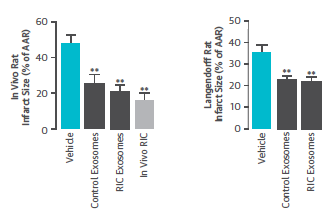 In Vivo Rat
Infarct Size (% of AAR)
60
40
20
0
**
**
**
Vehicle
Control Exosomes
RIC Exosomes
In Vivo RIC
Langendorff Rat
Infarct Size (% of AAR)
50
40
30
20
10
0
**
**
Vehicle
Control Exosomes
RIC Exosomes